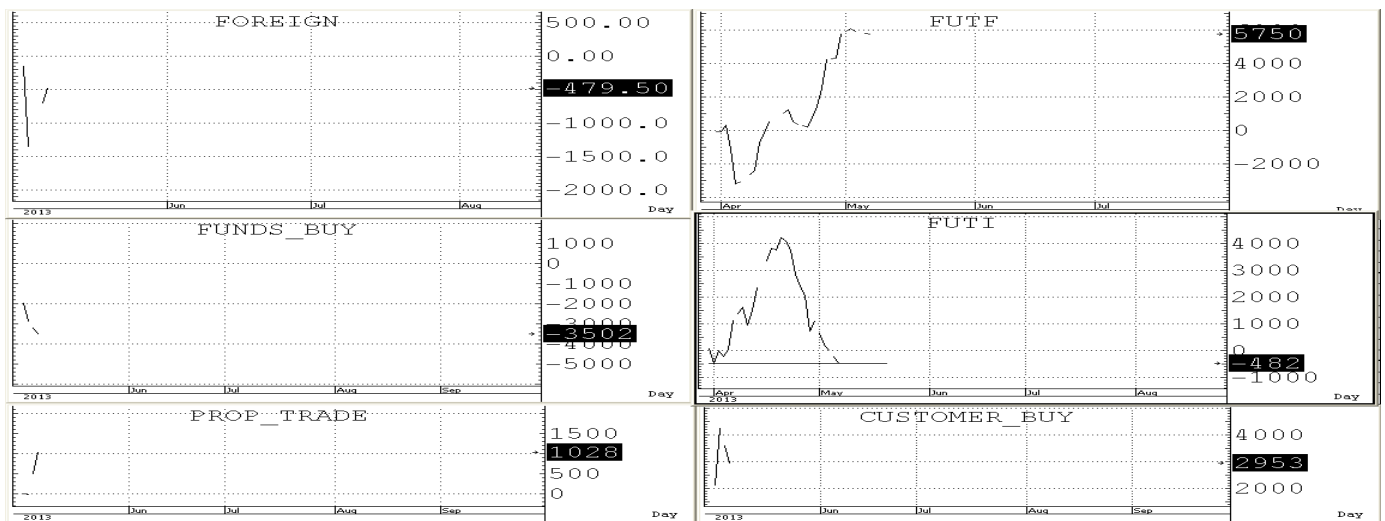 FOREIGN
500.00
0.00
-479.50
-1000.0
-1500.0
-2000.0
Jun Jul Aug
2013 Day
FUTF
5750
4000
2000
0
-2000
Apr May Jun Jul
FUNDS_BUY
1000
0
-1000
-2000
-3000
-3502
-4000
-5000
Jun Jul Aug Sep
2013 Day
FUTI
4000
3000
2000
1000
0
-482
-1000
Apr May Jun Jul Aug
2013 Day
PROP_TRADE
1500
1028
500
0
Jun Jul Aug Sep
2013 Day
CUSTOMER_BUY
4000
2953
2000
Jun Jul Aug Sep
2013 Day